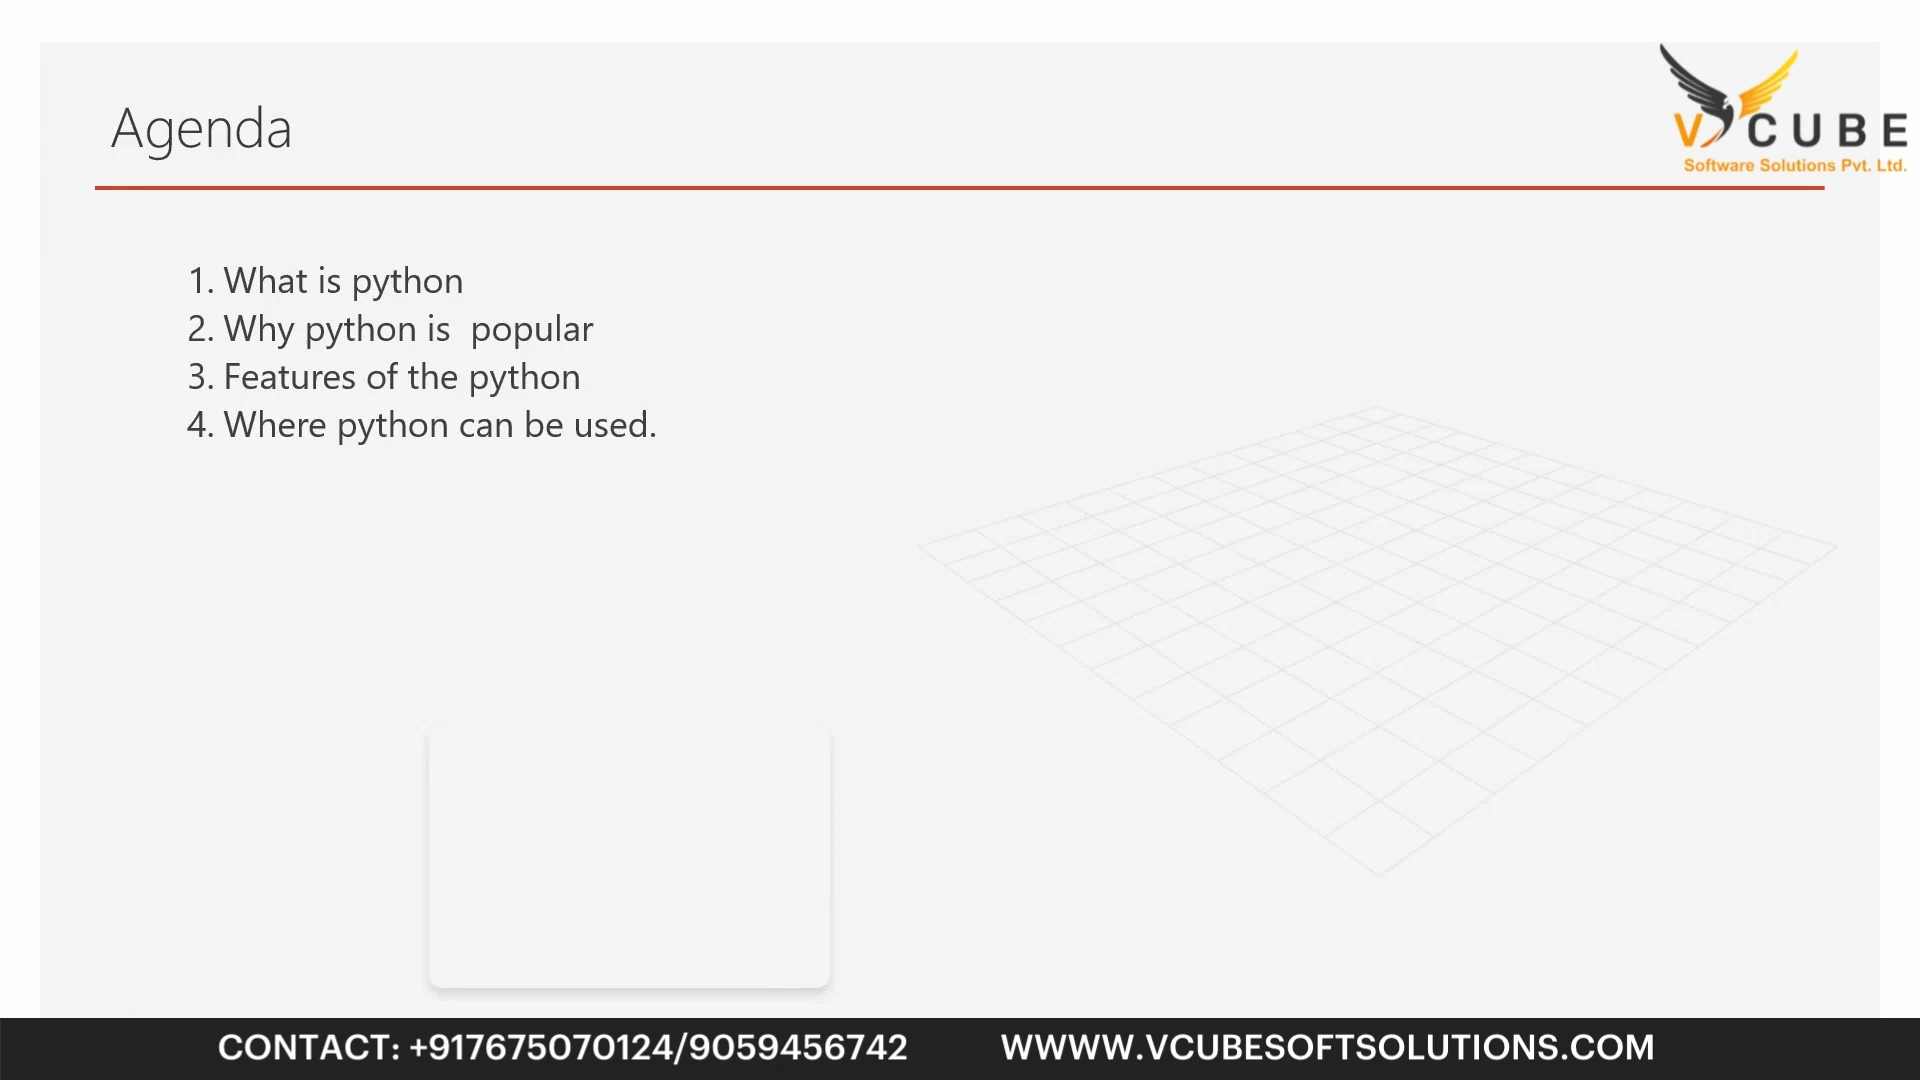 Agenda
V CUBE
Software Solutions Pvt. Ltd.
1. What is python
2. Why python is  popular
3. Features of the python
4. Where python can be used.
CONTACT: +917675070124/9059456742
WWWW.VCUBESOFTSOLUTIONS.COM